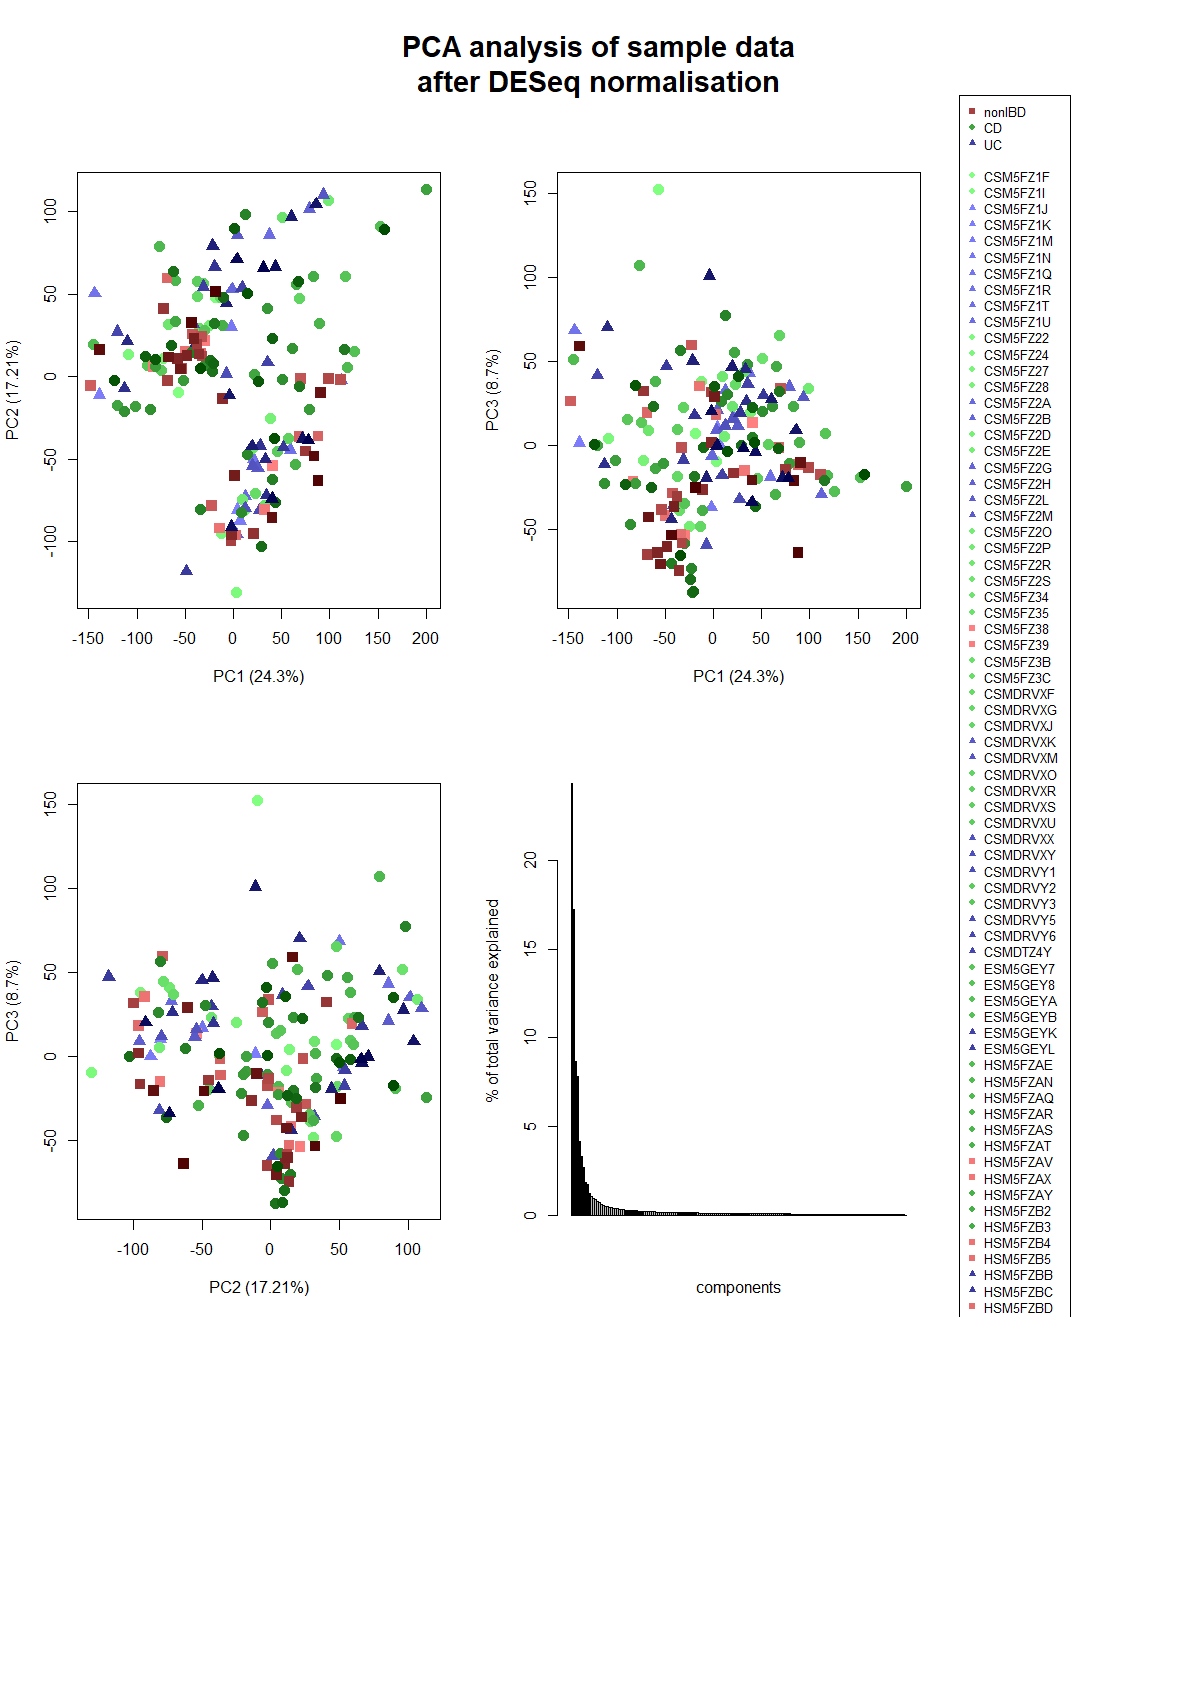 PCA analysis of sample data
after DESeq normalisation
100
50
0
-50
-100
PC2 (17.21%)
-150 -100 -50 0 50 100 150 200
PC1 (24.3%)
150
100
50
0
-50
PC3 (8.7%)
-150 -100 -50 0 50 100 150 200
PC1 (24.3%)
150
100
50
0
-50
PC3 (8.7%)
-100 -50 0 50 100
PC2 (17.21%)
20
15
10
5
0
% of total variance explained
components
nonIBD
CD
UC
CSM5FZ1F
CSM5FZ1I
CSM5FZ1J
CSM5FZ1K
CSM5FZ1M
CSM5FZ1N
CSM5FZ1Q
CSM5FZ1R
CSM5FZ1T
CSM5FZ1U
CSM5FZ22
CSM5FZ24
CSM5FZ27
CSM5FZ28
CSM5FZ2A
CSM5FZ2B
CSM5FZ2D
CSM5FZ2E
CSM5FZ2G
CSM5FZ2H
CSM5FZ2L
CSM5FZ2M
CSM5FZ2O
CSM5FZ2P
CSM5FZ2R
CSM5FZ2S
CSM5FZ34
CSM5FZ35
CSM5FZ38
CSM5FZ39
CSM5FZ3B
CSM5FZ3C
CSMDRVXF
CSMDRVXG
CSMDRVXJ
CSMDRVXK
CSMDRVXM
CSMDRVXO
CSMDRVXR
CSMDRVXS
CSMDRVXU
CSMDRVXX
CSMDRVXY
CSMDRVY1
CSMDRVY2
CSMDRVY3
CSMDRVY5
CSMDRVY6
CSMDTZ4Y
ESM5GEY7
ESM5GEY8
ESM5GEYA
ESM5GEYB
ESM5GEYK
ESM5GEYL
HSM5FZAE
HSM5FZAN
HSM5FZAQ
HSM5FZAR
HSM5FZAS
HSM5FZAT
HSM5FZAV
HSM5FZAX
HSM5FZAY
HSM5FZB2
HSM5FZB3
HSM5FZB4
HSM5FZB5
HSM5FZBB
HSM5FZBC
HSM5FZBD